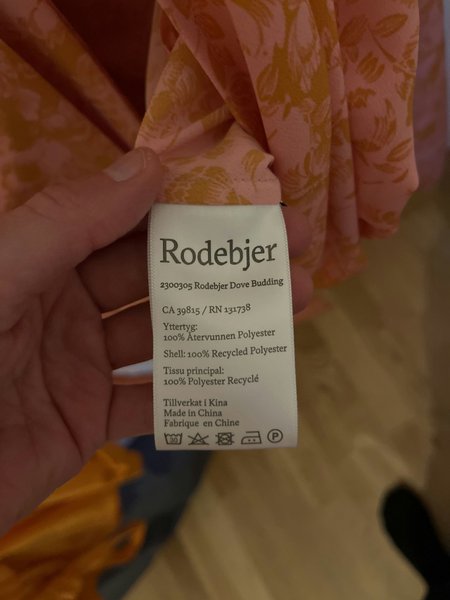 Rodebjer
2300305 Rodebjer Dove Budding
CA 39815 / RN 131738
Yttertyg:
100% Återvunnen Polyester
Shell: 100% Recycled Polyester
Tissu principal:
100% Polyester Recyclé
Tillverkat i Kina
Made in China
Fabrique en Chine
30 P